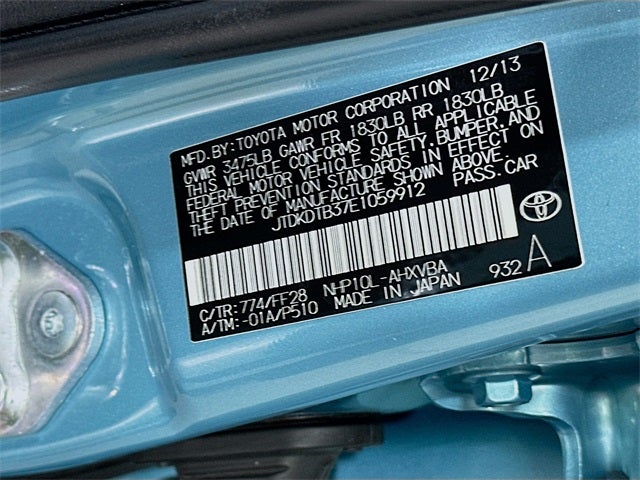 MFD. BY: TOYOTA MOTOR CORPORATION 12/13
GVWR 3475LB GAWR FR 1830LB RR 1830LB
THIS VEHICLE CONFORMS TO ALL APPLICABLE
FEDERAL MOTOR VEHICLE SAFETY, BUMPER, AND
THEFT PREVENTION STANDARDS IN EFFECT ON
THE DATE OF MANUFACTURE SHOWN ABOVE.
JTDKDTB37E1059912 PASS. CAR
C/TR: 774/FF28 NHP10L-AHXVBA
A/TM: -01A/P510 MADE IN JAPAN 932 A